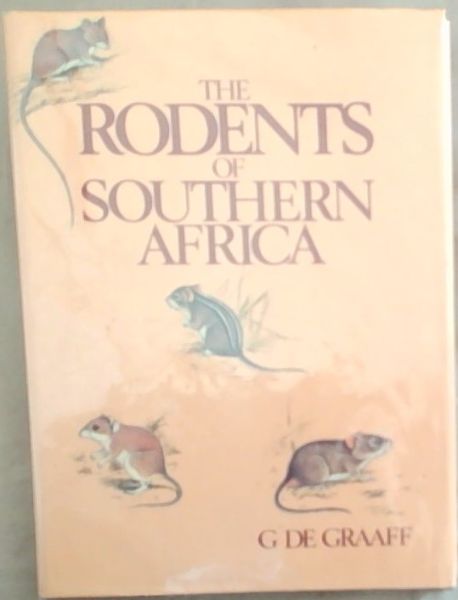 THE
RODENTS
OF
SOUTHERN
AFRICA
G DE GRAAFF